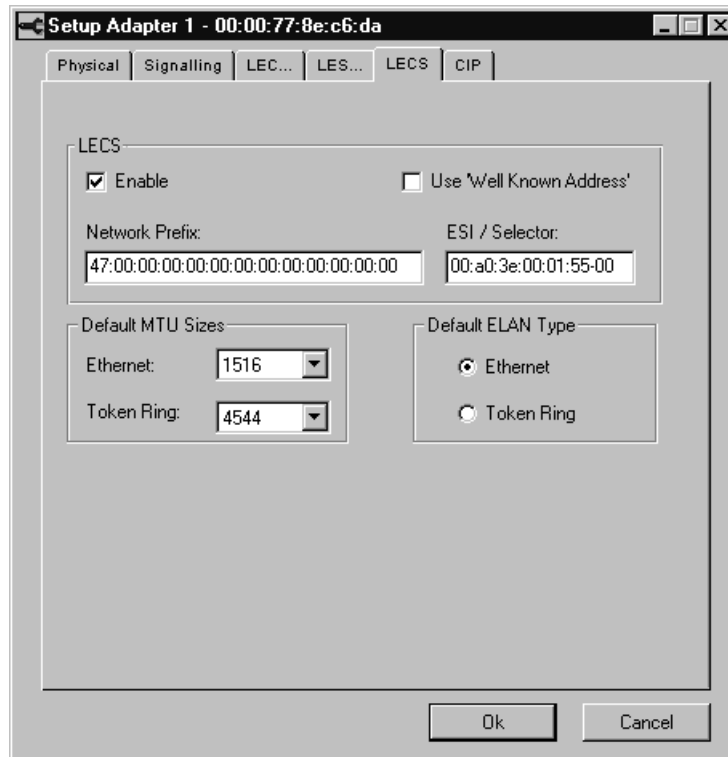 Setup Adapter 1 - 00:00:77:8e:c6:da
Physical Signalling LEC... LES... LECS CIP
LECS
Enable Use 'Well Known Address'
Network Prefix: ESI / Selector:
47:00:00:00:00:00:00:00:00:00:00:00:00 00:a0:3e:00:01:55-00
Default MTU Sizes Default ELAN Type
Ethernet: 1516 Ethernet
Token Ring: 4544 Token Ring
Ok Cancel